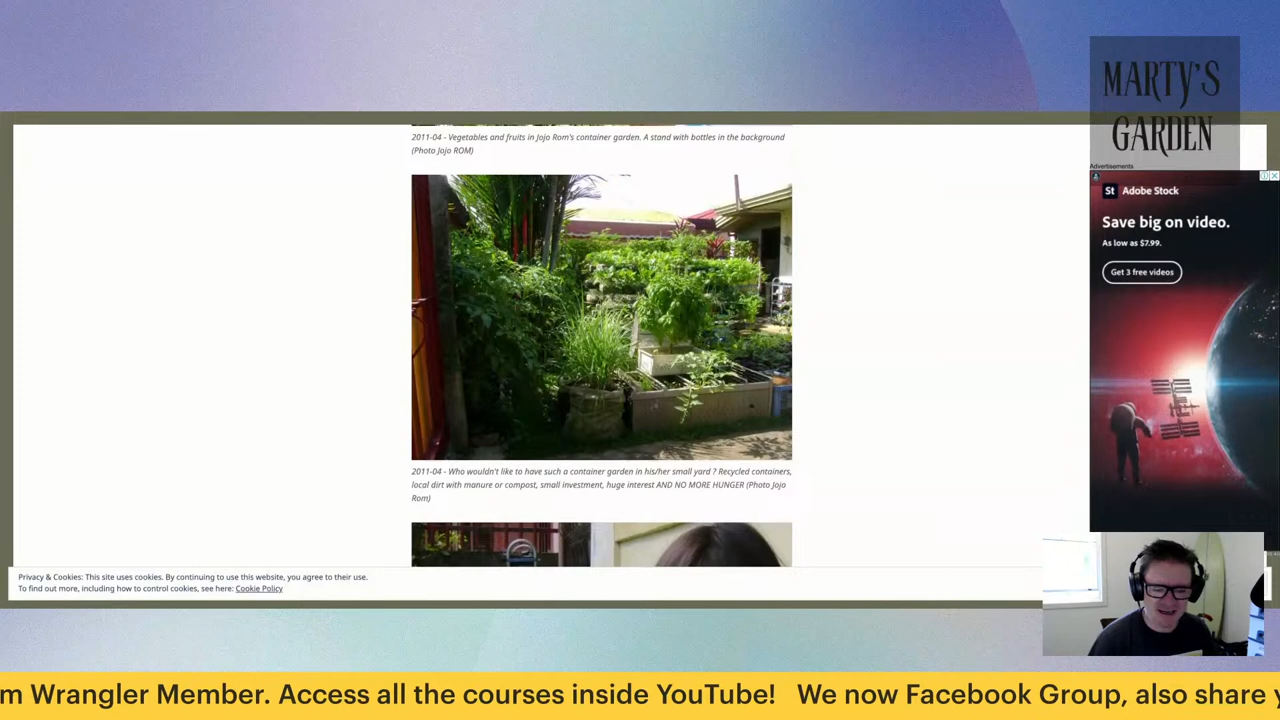 MARTY'S
GARDEN
2011-04 - Vegetables and fruits in Jojo Rom's container garden. A stand with bottles in the background
(Photo Jojo ROM)
Advertisements
St Adobe Stock
Save big on video.
As low as $7.99.
Get 3 free videos
2011-04 - Who wouldn't like to have such a container garden in his/her small yard ? Recycled containers,
local dirt with manure or compost, small investment, huge interest AND NO MORE HUNGER (Photo Jojo
Rom)
Privacy & Cookies: This site uses cookies. By continuing to use this website, you agree to their use.
To find out more, including how to control cookies, see here: Cookie Policy
m Wrangler Member. Access all the courses inside YouTube! We now Facebook Group, also share y